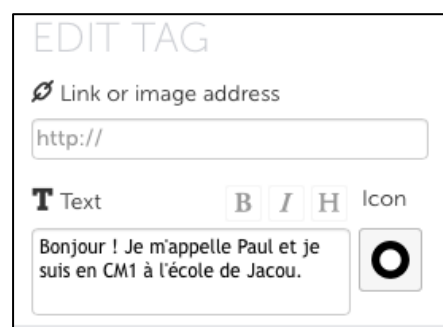 EDIT TAG
Link or image address
http://
T Text B I H Icon
Bonjour ! Je m'appelle Paul et je
suis en CM1 à l'école de Jacou.